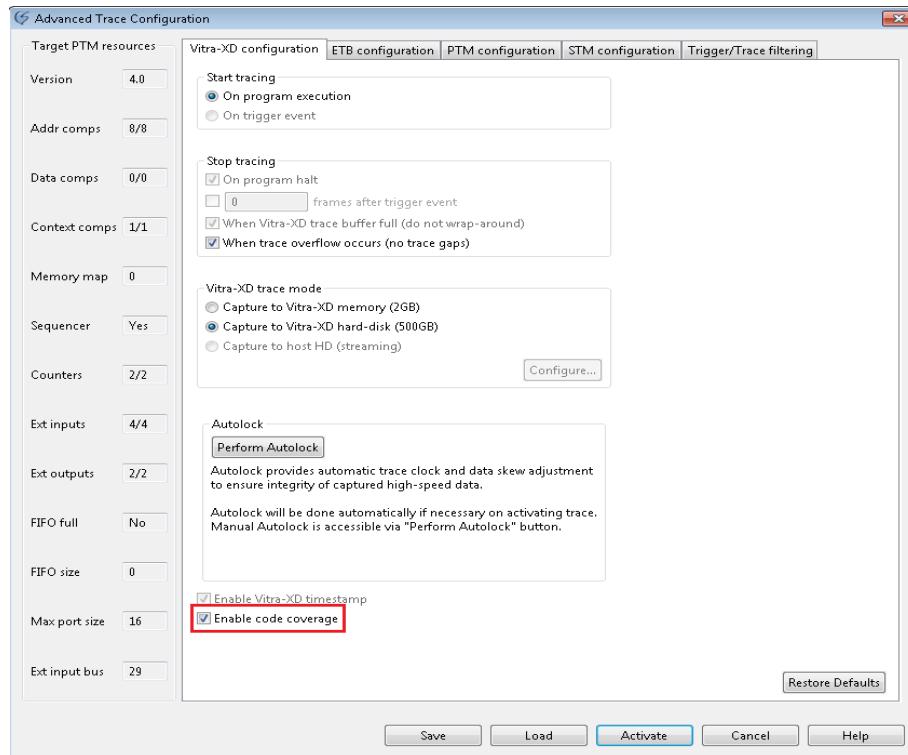 Advanced Trace Configuration
Target PTM resources
Version 4.0
Addr comps 8/8
Data comps 0/0
Context comps 1/1
Memory map 0
Sequencer Yes
Counters 2/2
Ext inputs 4/4
Ext outputs 2/2
FIFO full No
FIFO size 0
Max port size 16
Ext input bus 29
Vitra-XD configuration ETB configuration PTM configuration STM configuration Trigger/Trace filtering
Start tracing
On program execution
On trigger event
Stop tracing
On program halt
0 frames after trigger event
When Vitra-XD trace buffer full (do not wrap-around)
When trace overflow occurs (no trace gaps)
Vitra-XD trace mode
Capture to Vitra-XD memory (2GB)
Capture to Vitra-XD hard-disk (500GB)
Capture to host HD (streaming)
Configure...
Autolock
Perform Autolock
Autolock provides automatic trace clock and data skew adjustment
to ensure integrity of captured high-speed data.
Autolock will be done automatically if necessary on activating trace.
Manual Autolock is accessible via "Perform Autolock" button.
Enable Vitra-XD timestamp
Enable code coverage
Restore Defaults
Save Load Activate Cancel Help